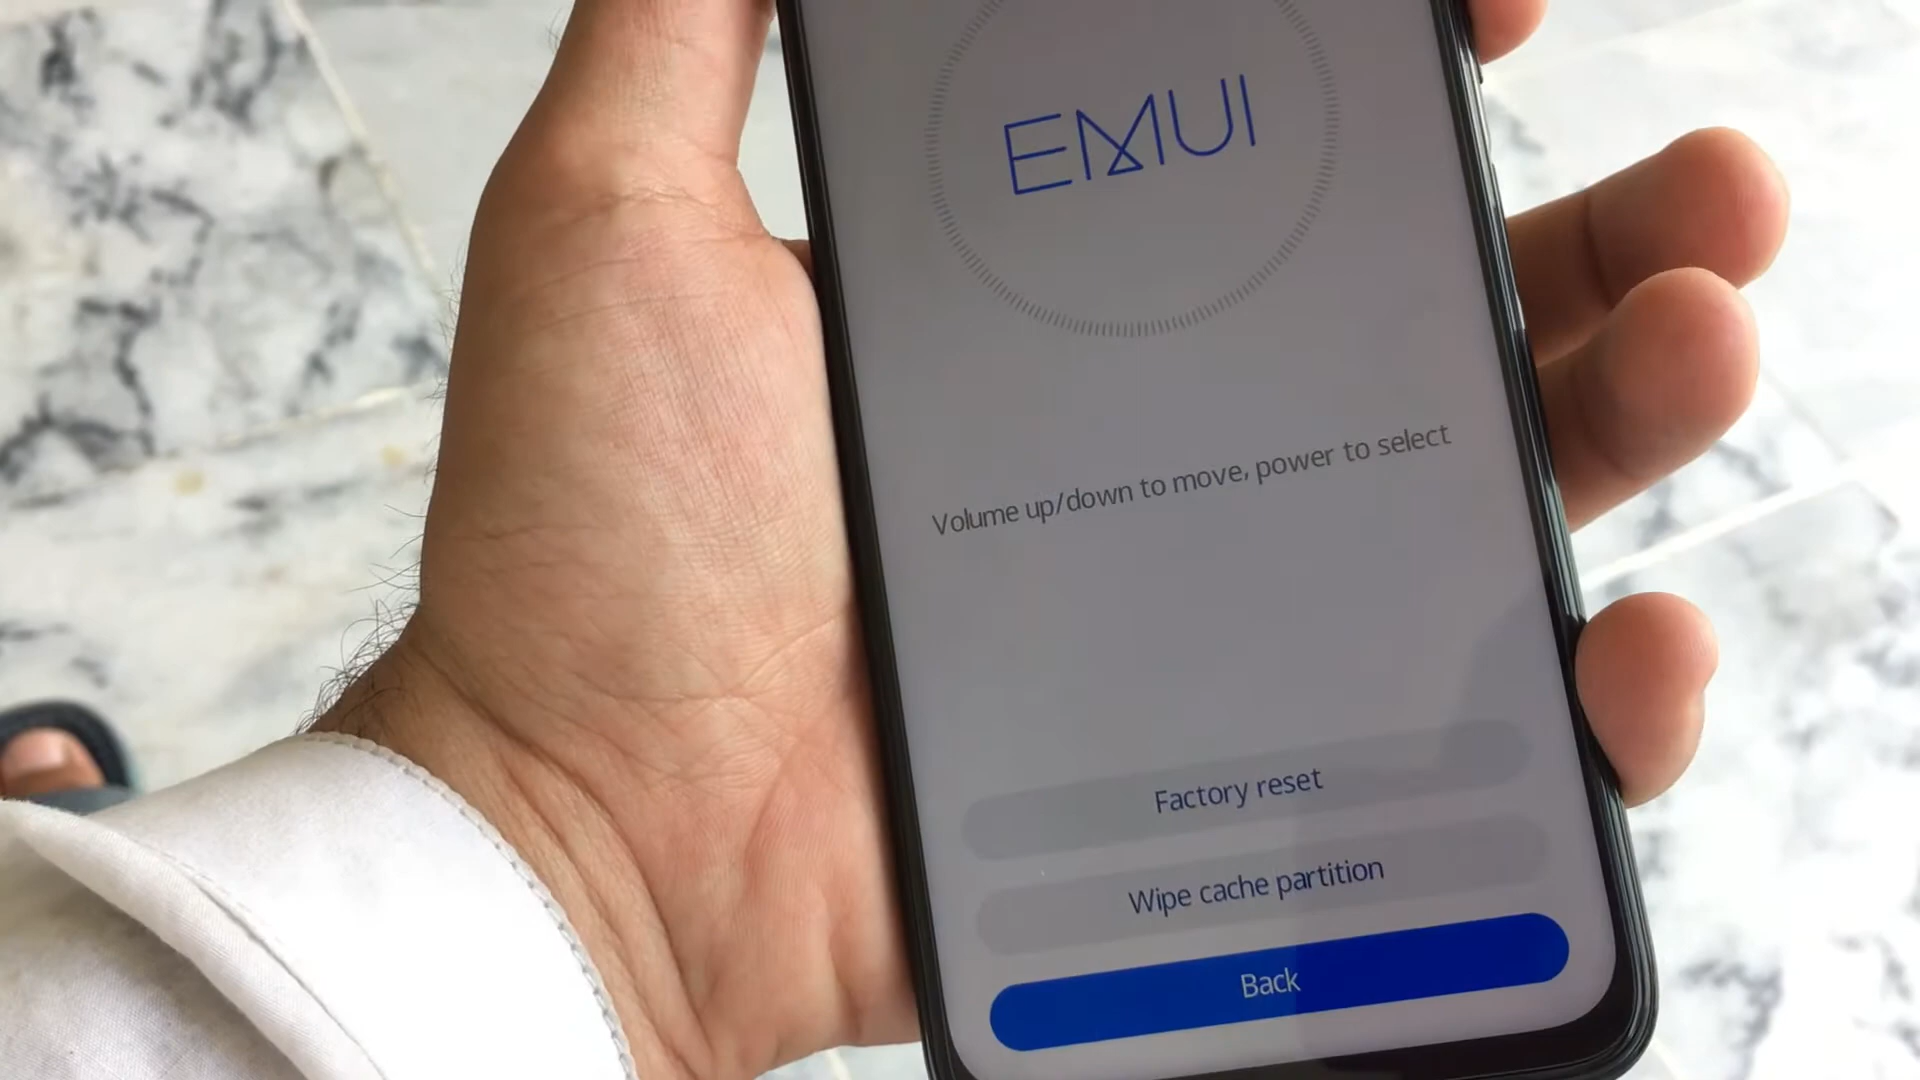 EMUI
Volume up/down to move, power to select
Factory reset
Wipe cache partition
Back